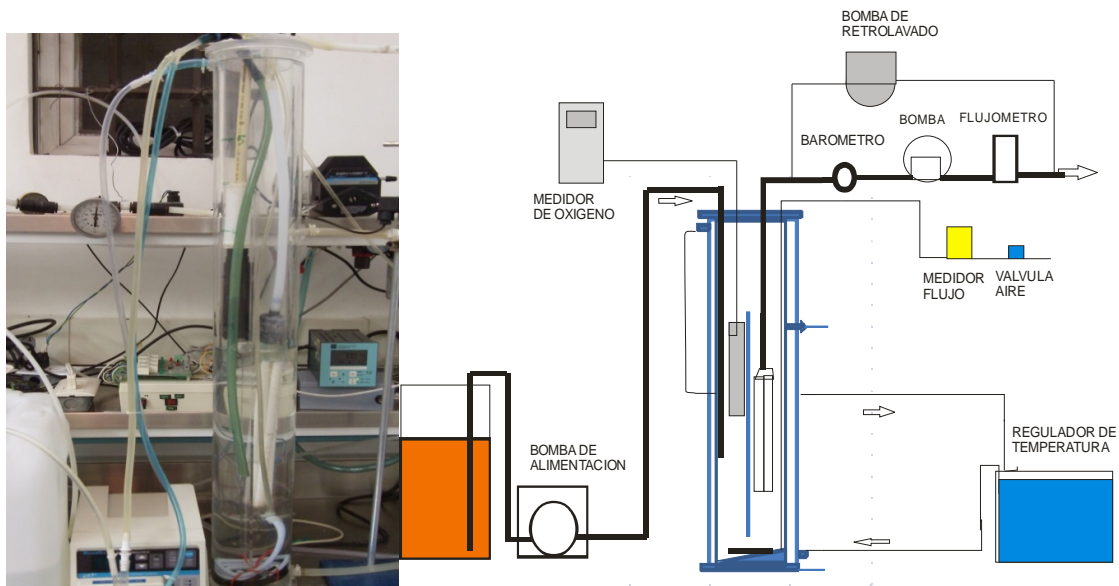 BOMBA DE
RETROLAVADO
BOMBA
FLUJOMETRO
BAROMETRO
MEDIDOR
DE OXIGENO
MEDIDOR
FLUJO
VALVULA
AIRE
BOMBA DE
ALIMENTACION
REGULADOR DE
TEMPERATURA